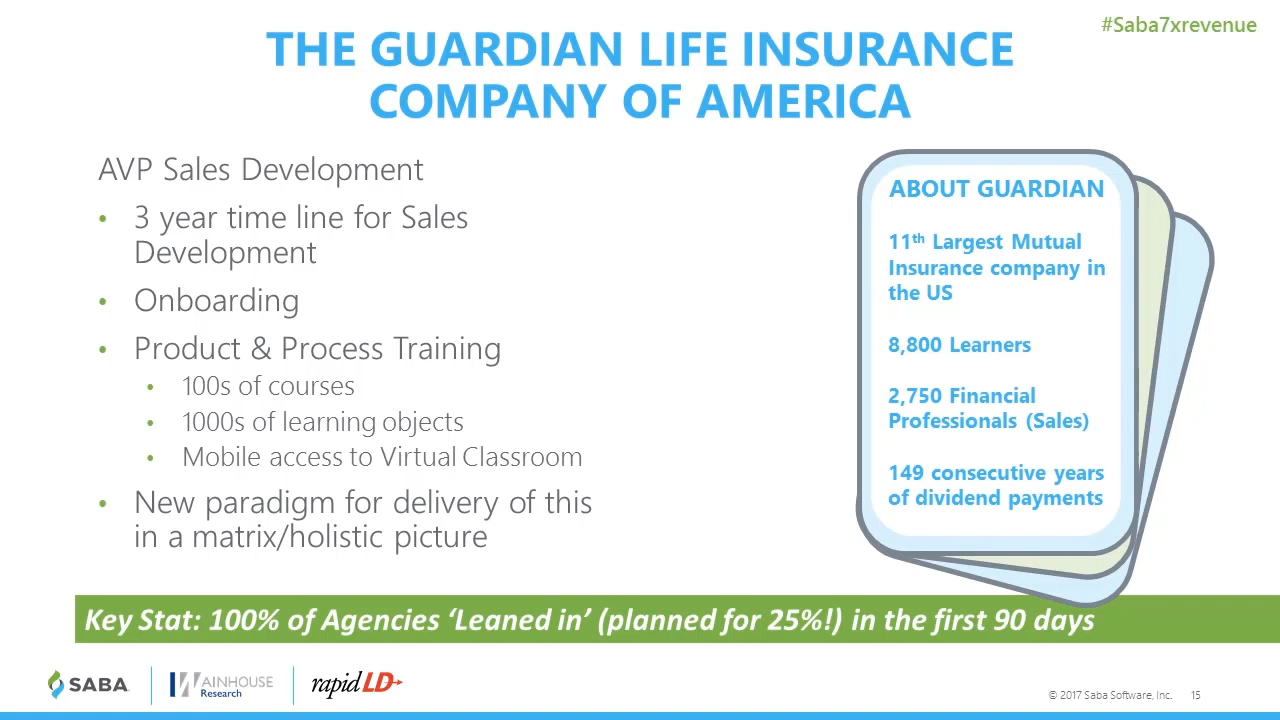 #Saba7xrevenue
THE GUARDIAN LIFE INSURANCE
COMPANY OF AMERICA
AVP Sales Development
• 3 year time line for Sales
Development
• Onboarding
• Product & Process Training
• 100s of courses
• 1000s of learning objects
• Mobile access to Virtual Classroom
• New paradigm for delivery of this
in a matrix/holistic picture
ABOUT GUARDIAN
11th Largest Mutual
Insurance company in
the US
8,800 Learners
2,750 Financial
Professionals (Sales)
149 consecutive years
of dividend payments
Key Stat: 100% of Agencies ‘Leaned in’ (planned for 25%!) in the first 90 days
SABA
WAINHOUSE
Research
rapidLD
© 2017 Saba Software, Inc. 15